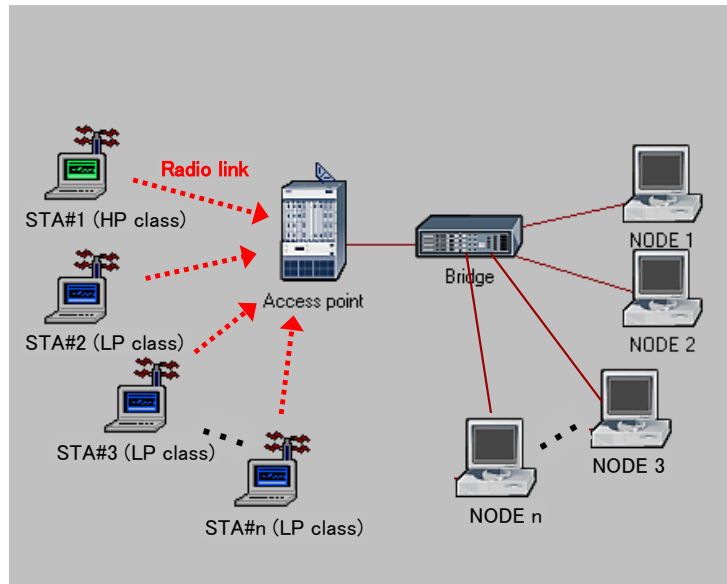 Radio link
STA#1 (HP class)
NODE 1
Bridge
Access point
STA#2 (LP class)
NODE 2
STA#3 (LP class)
NODE 3
STA#n (LP class)
NODE n